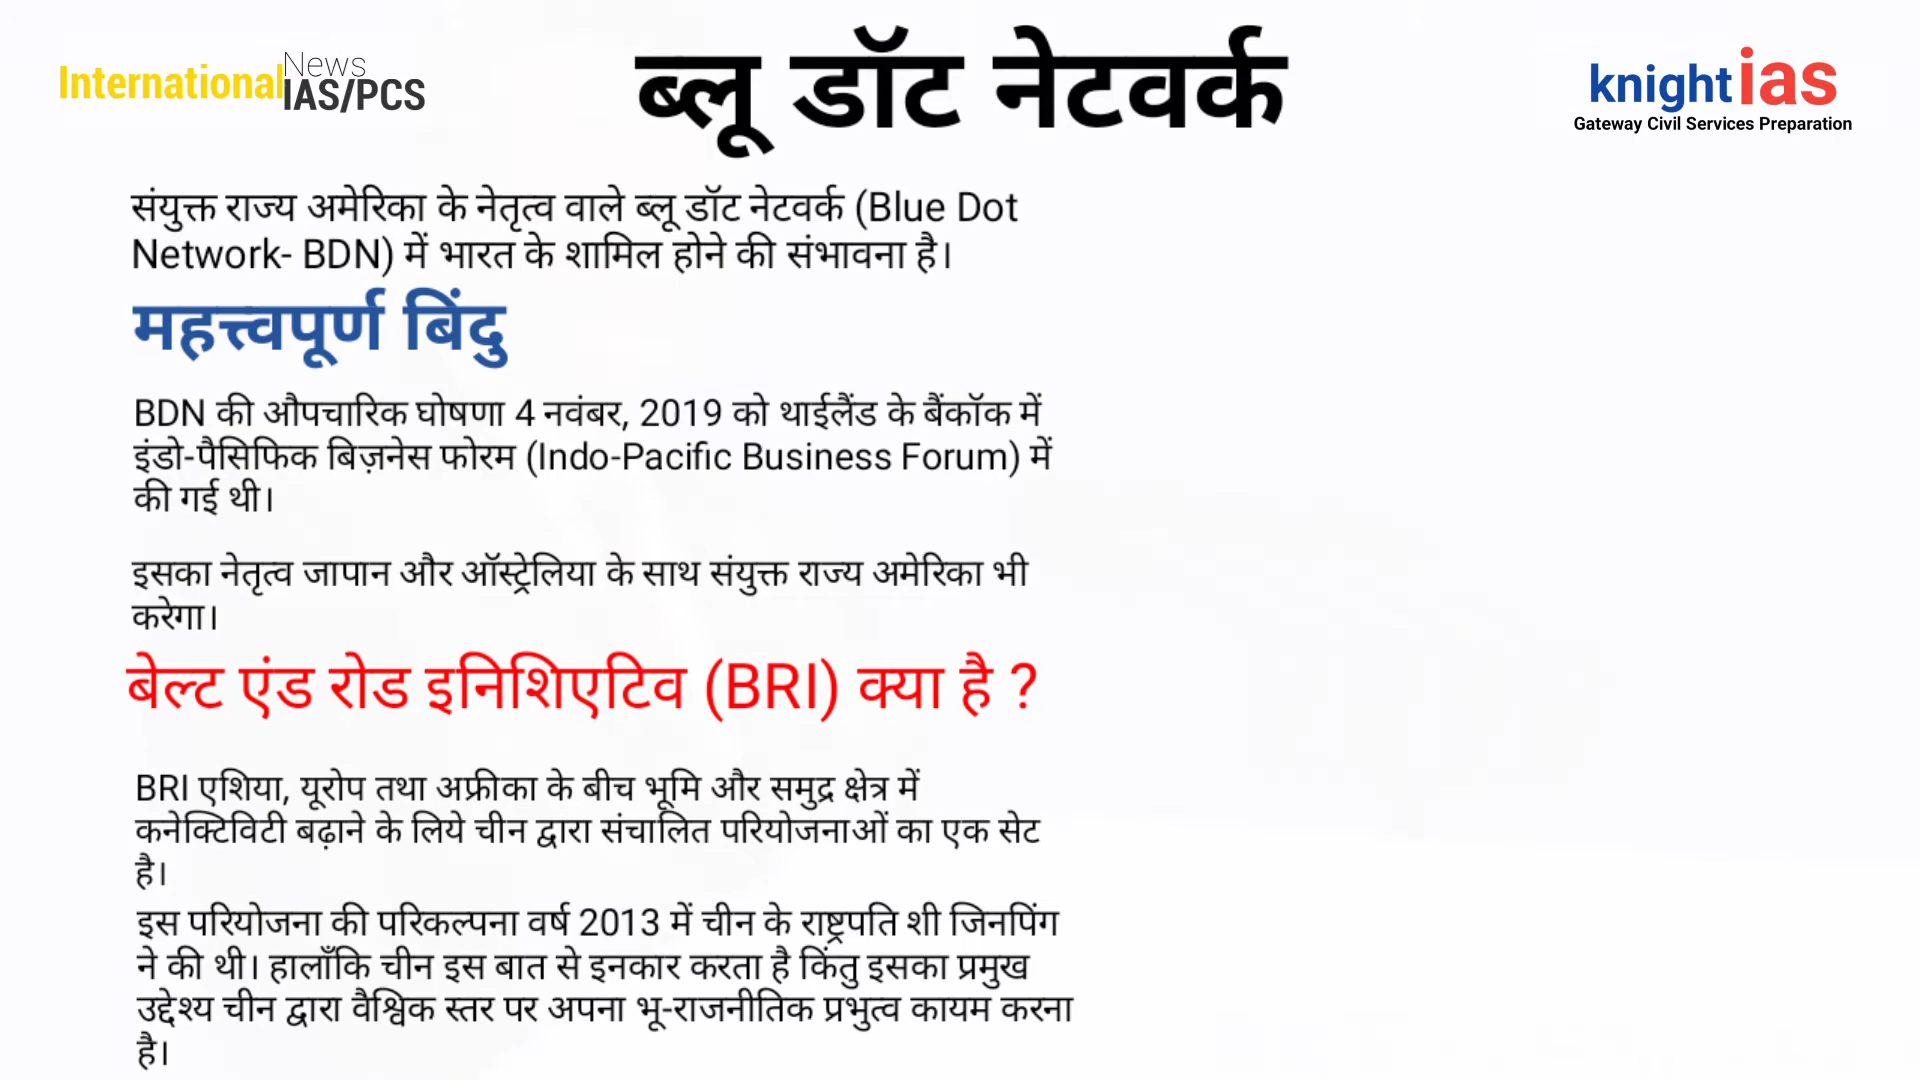 International News
IAS/PCS
ब्लू डॉट नेटवर्क
knightias
Gateway Civil Services Preparation
संयुक्त राज्य अमेरिका के नेतृत्व वाले ब्लू डॉट नेटवर्क (Blue Dot
Network- BDN) में भारत के शामिल होने की संभावना है।
महत्त्वपूर्ण बिंदु
BDN की औपचारिक घोषणा 4 नवंबर, 2019 को थाईलैंड के बैंकॉक में
इंडो-पैसिफिक बिज़नेस फोरम (Indo-Pacific Business Forum) में
की गई थी।
इसका नेतृत्व जापान और ऑस्ट्रेलिया के साथ संयुक्त राज्य अमेरिका भी
करेगा।
बेल्ट एंड रोड इनिशिएटिव (BRI) क्या है ?
BRI एशिया, यूरोप तथा अफ्रीका के बीच भूमि और समुद्र क्षेत्र में
कनेक्टिविटी बढ़ाने के लिये चीन द्वारा संचालित परियोजनाओं का एक सेट
है।
इस परियोजना की परिकल्पना वर्ष 2013 में चीन के राष्ट्रपति शी जिनपिंग
ने की थी। हालाँकि चीन इस बात से इनकार करता है किंतु इसका प्रमुख
उद्देश्य चीन द्वारा वैश्विक स्तर पर अपना भू-राजनीतिक प्रभुत्व कायम करना
है।